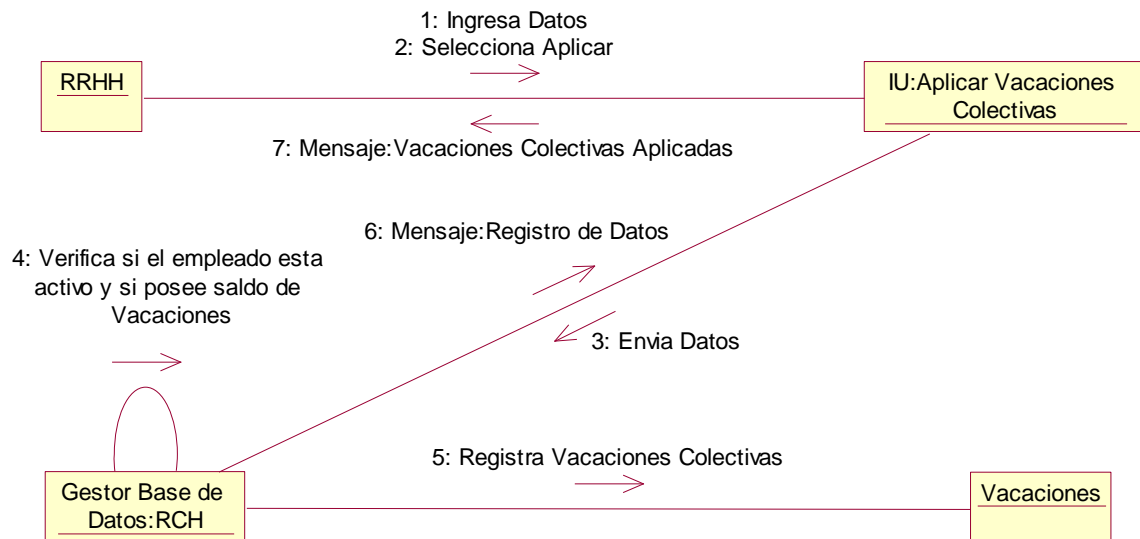 1: Ingresa Datos
2: Selecciona Aplicar
RRHH
IU:Aplicar Vacaciones
Colectivas
7: Mensaje:Vacaciones Colectivas Aplicadas
6: Mensaje:Registro de Datos
4: Verifica si el empleado esta
activo y si posee saldo de
Vacaciones
3: Envia Datos
5: Registra Vacaciones Colectivas
Gestor Base de
Datos:RCH
Vacaciones